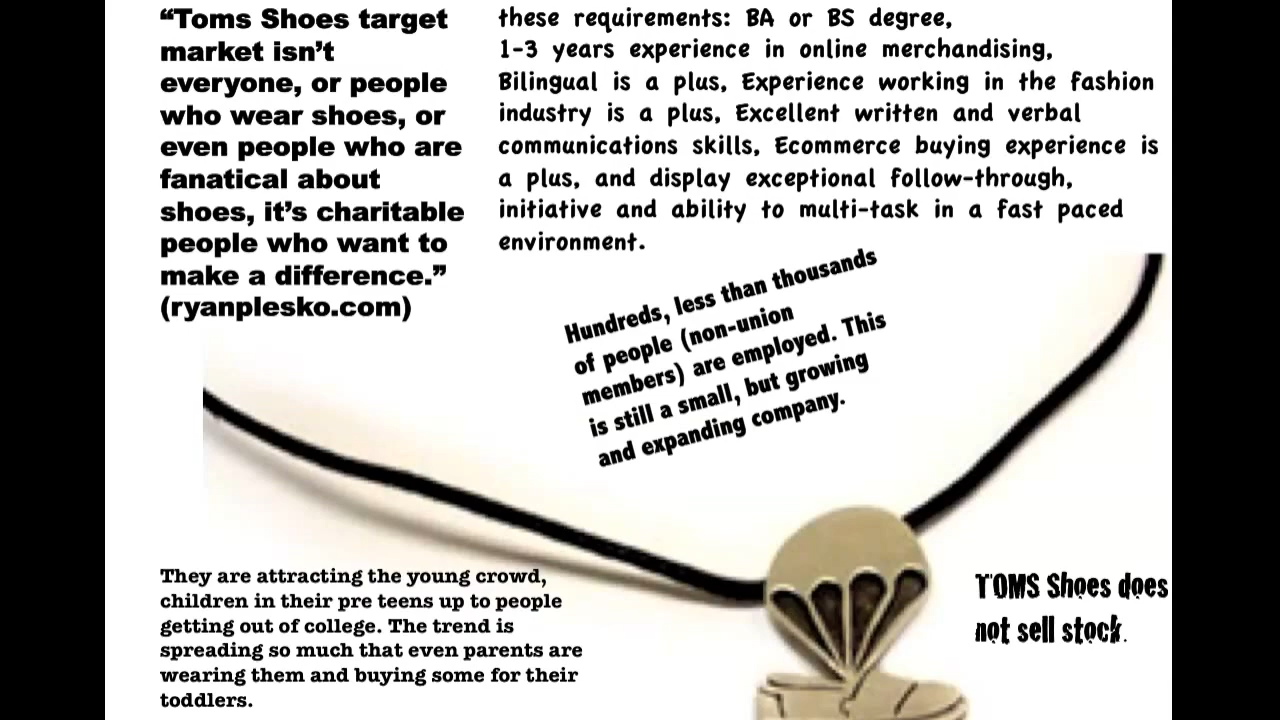 “Toms Shoes target
market isn’t
everyone, or people
who wear shoes, or
even people who are
fanatical about
shoes, it’s charitable
people who want to
make a difference.”
(ryanplesko.com)
these requirements: BA or BS degree,
1-3 years experience in online merchandising,
Bilingual is a plus, Experience working in the fashion
industry is a plus, Excellent written and verbal
communications skills, Ecommerce buying experience is
a plus, and display exceptional follow-through,
initiative and ability to multi-task in a fast paced
environment.
Hundreds, less than thousands
of people (non-union
members) are employed. This
is still a small, but growing
and expanding company.
They are attracting the young crowd,
children in their pre teens up to people
getting out of college. The trend is
spreading so much that even parents are
wearing them and buying some for their
toddlers.
TOMS Shoes does
not sell stock.